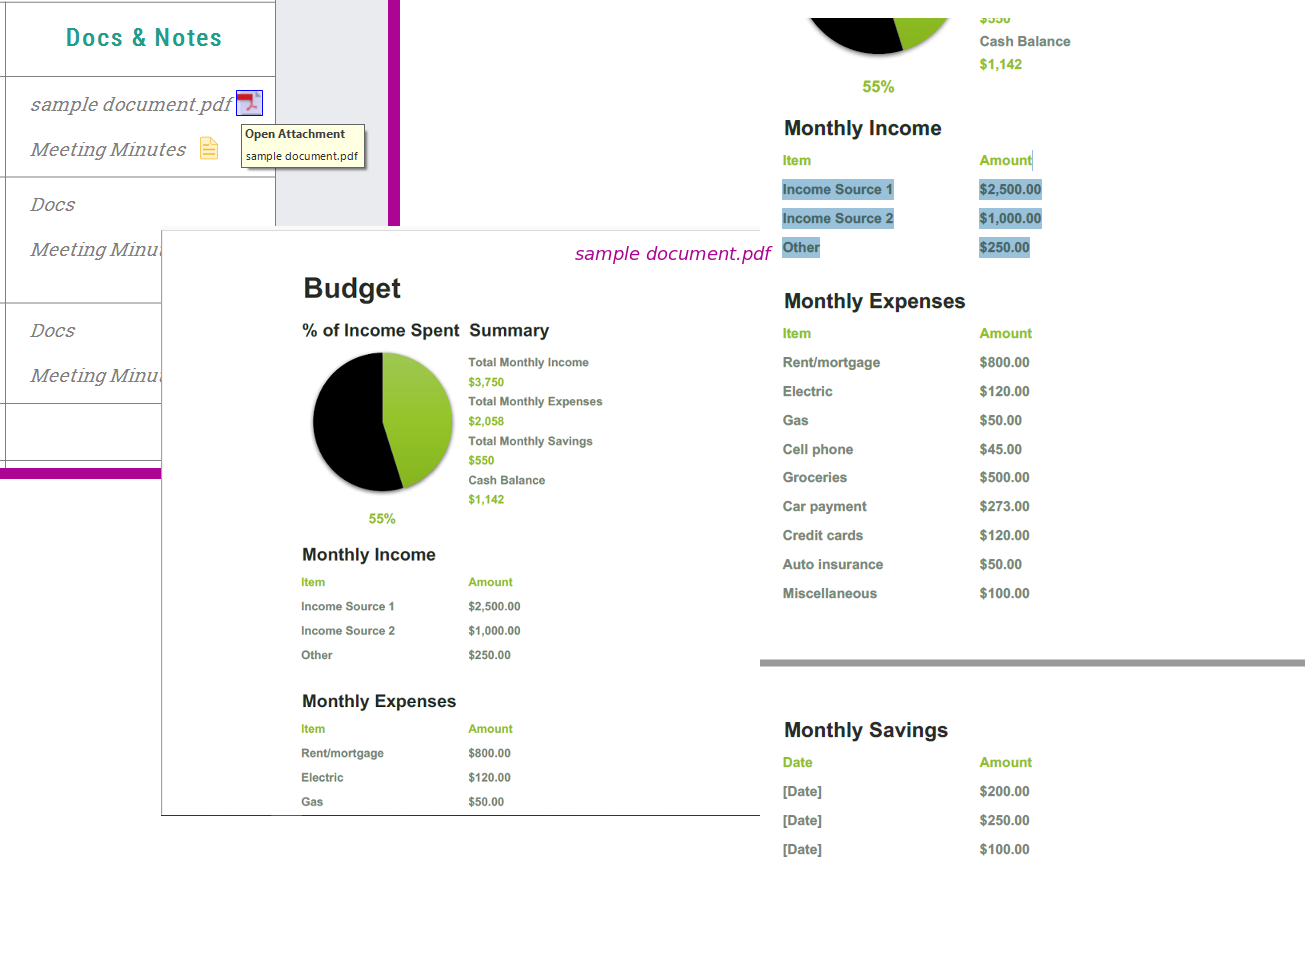 Docs & Notes
sample document.pdf
Open Attachment
sample document.pdf
Meeting Minutes
Docs
Meeting Minu
Docs
Meeting Minu
sample document.pdf
Budget
% of Income Spent Summary
Total Monthly Income
$3,750
Total Monthly Expenses
$2,058
Total Monthly Savings
$550
Cash Balance
$1,142
55%
Monthly Income
Item Amount
Income Source 1 $2,500.00
Income Source 2 $1,000.00
Other $250.00
Monthly Expenses
Item Amount
Rent/mortgage $800.00
Electric $120.00
Gas $50.00
$550
Cash Balance
$1,142
55%
Monthly Income
Item Amount
Income Source 1 $2,500.00
Income Source 2 $1,000.00
Other $250.00
Monthly Expenses
Item Amount
Rent/mortgage $800.00
Electric $120.00
Gas $50.00
Cell phone $45.00
Groceries $500.00
Car payment $273.00
Credit cards $120.00
Auto insurance $50.00
Miscellaneous $100.00
Monthly Savings
Date Amount
[Date] $200.00
[Date] $250.00
[Date] $100.00